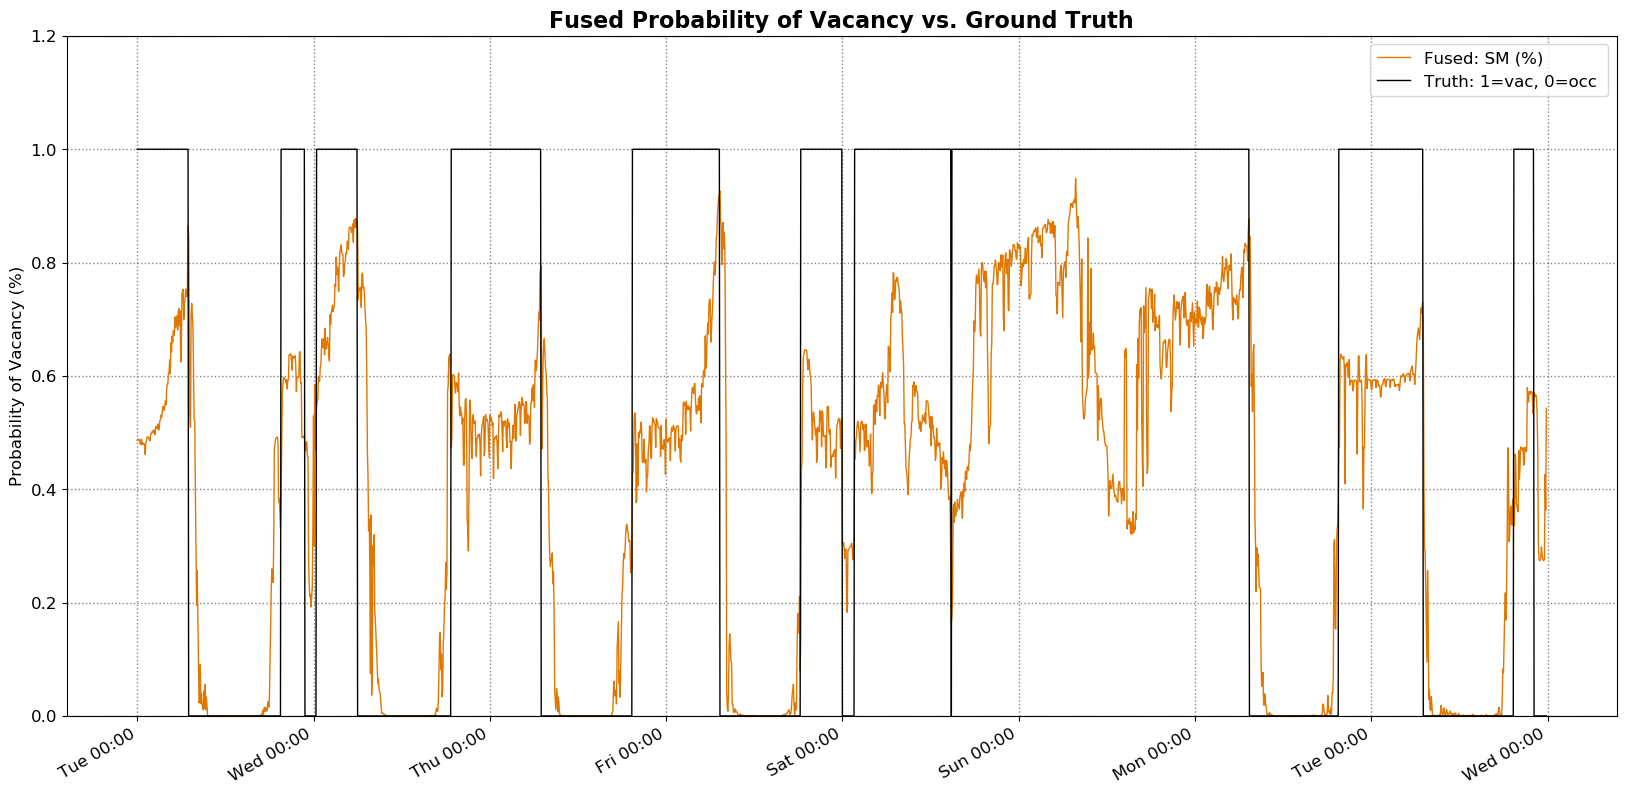 Fused Probability of Vacancy vs. Ground Truth
1.2
1.0
0.8
0.6
0.4
0.2
0.0
Probability of Vacancy (%)
Fused: SM (%)
Truth: 1=vac, 0=occ
Tue 00:00
Wed 00:00
Thu 00:00
Fri 00:00
Sat 00:00
Sun 00:00
Mon 00:00
Tue 00:00
Wed 00:00